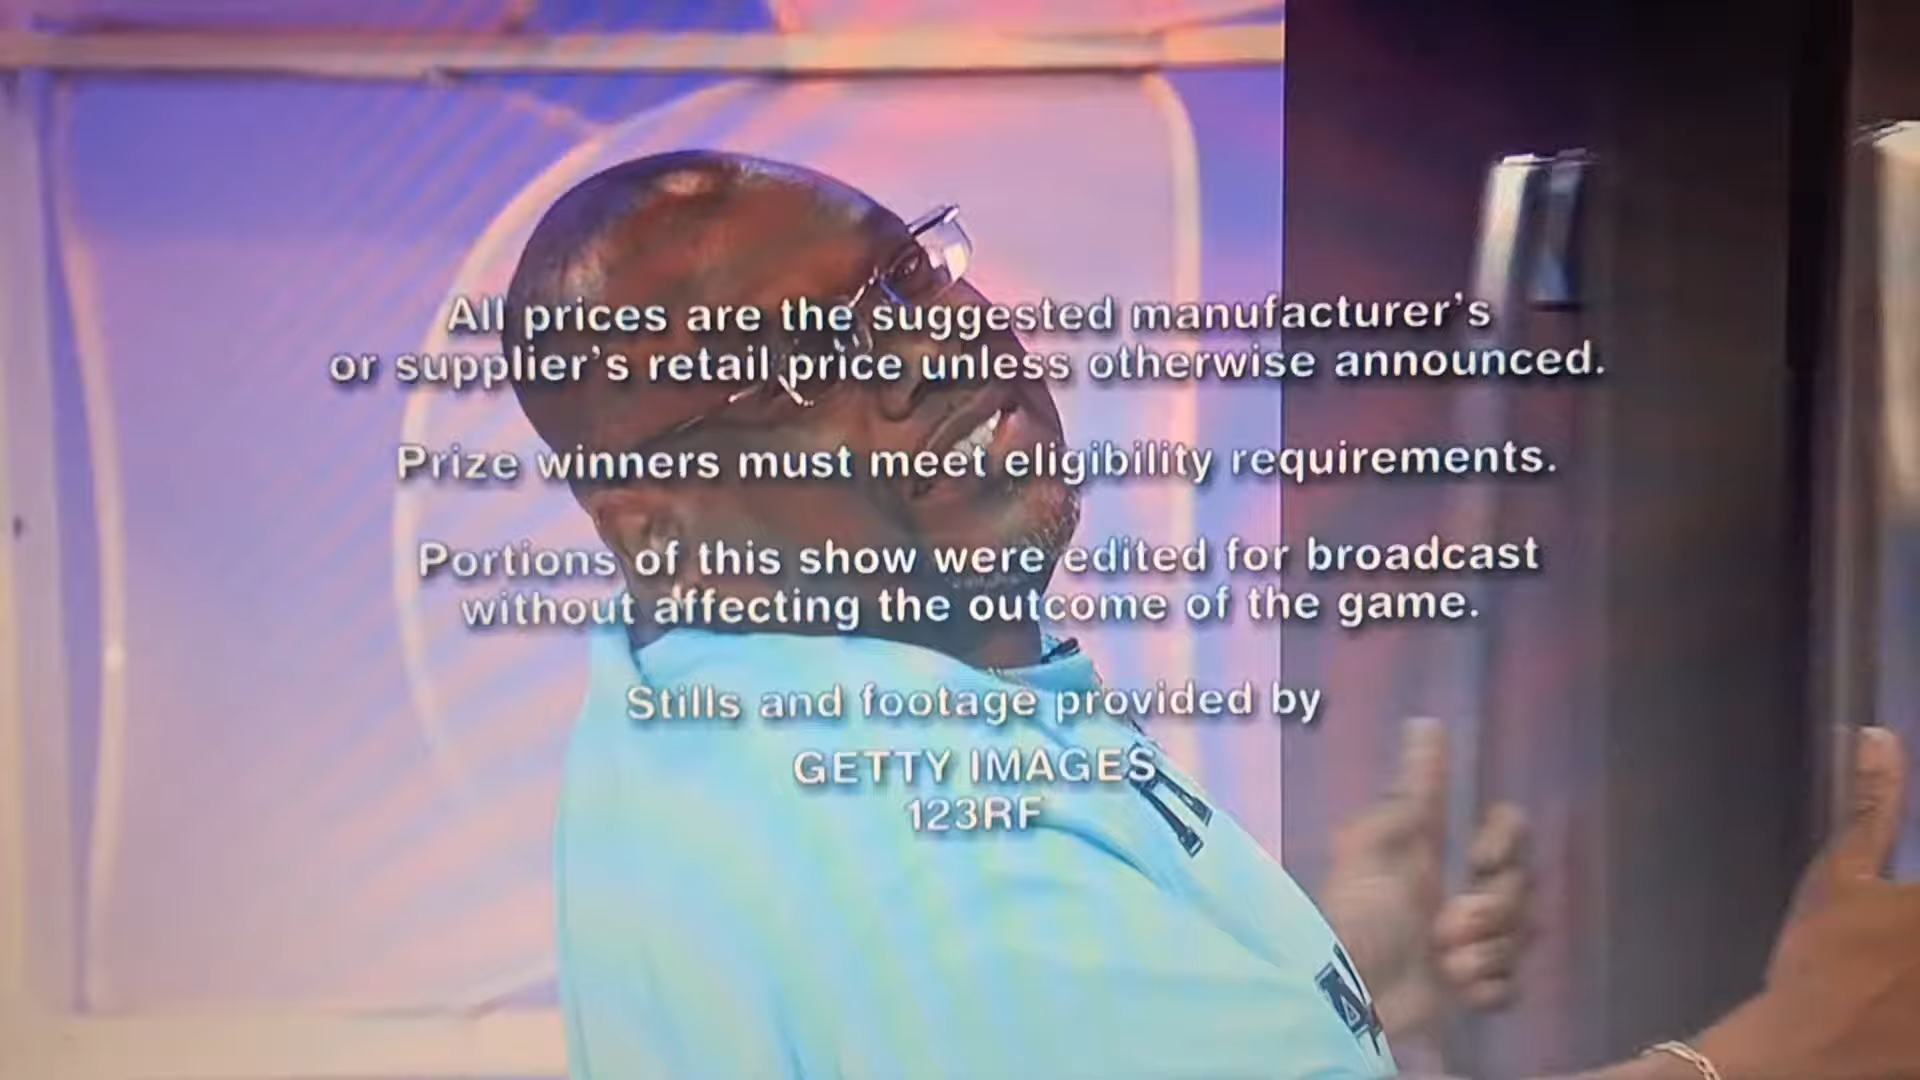 All prices are the suggested manufacturer's
or supplier's retail price unless otherwise announced.
Prize winners must meet eligibility requirements.
Portions of this show were edited for broadcast
without affecting the outcome of the game.
Stills and footage provided by
GETTY IMAGES
123RF